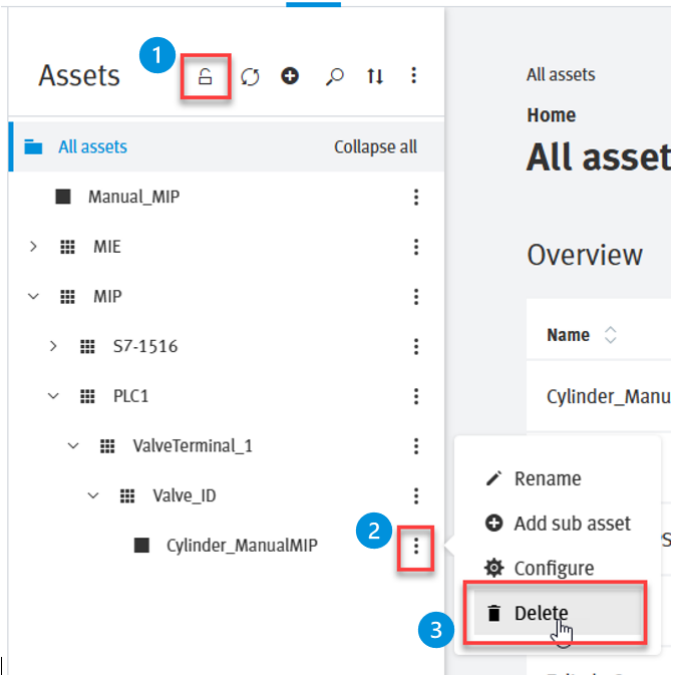 1
Assets
All assets
Collapse all
Manual_MIP
MIE
MIP
S7-1516
PLC1
ValveTerminal_1
Valve_ID
2
Cylinder_ManualMIP
All assets
Home
All asset
Overview
Name
Cylinder_Manu
Rename
Add sub asset
Configure
3
Delete